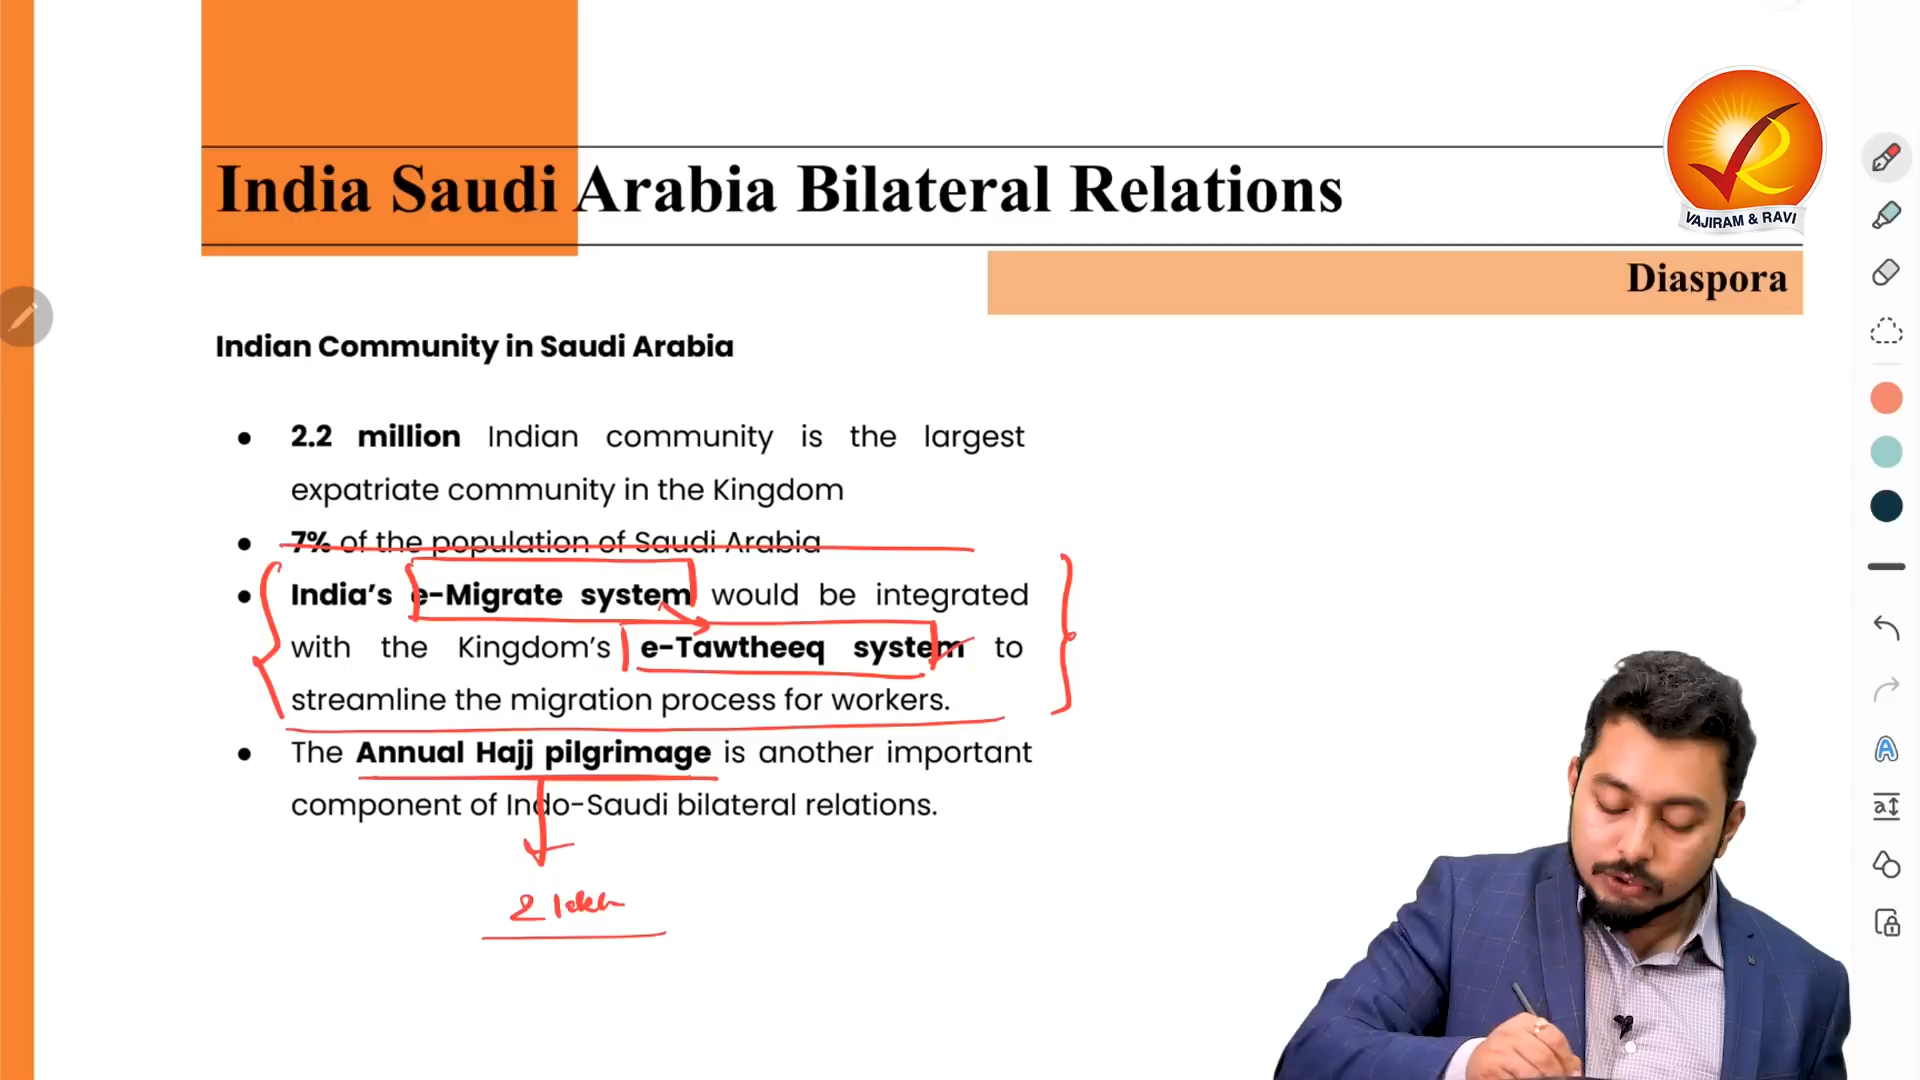 India Saudi Arabia Bilateral Relations
VAJIRAM & RAVI
Diaspora
Indian Community in Saudi Arabia
● 2.2 million Indian community is the largest
expatriate community in the Kingdom
● 7% of the population of Saudi Arabia
● India's e-Migrate system would be integrated
with the Kingdom's e-Tawtheeq system to
streamline the migration process for workers.
● The Annual Hajj pilgrimage is another important
component of Indo-Saudi bilateral relations.
2 lakh